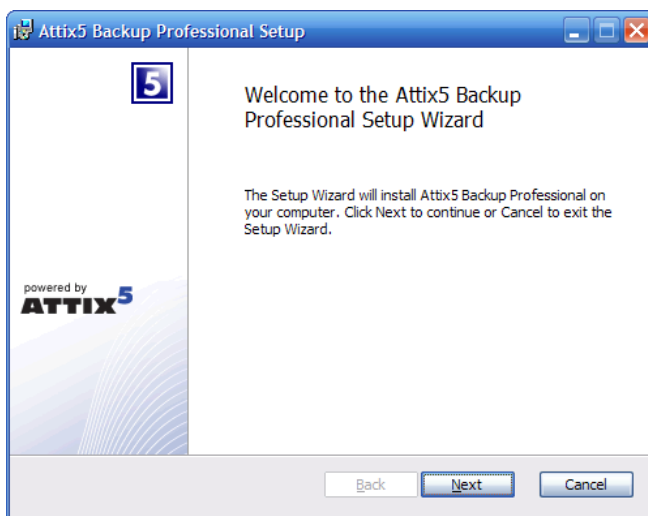 Attix5 Backup Professional Setup
5
Welcome to the Attix5 Backup
Professional Setup Wizard
The Setup Wizard will install Attix5 Backup Professional on
your computer. Click Next to continue or Cancel to exit the
Setup Wizard.
powered by
ATTIX5
Back
Next
Cancel